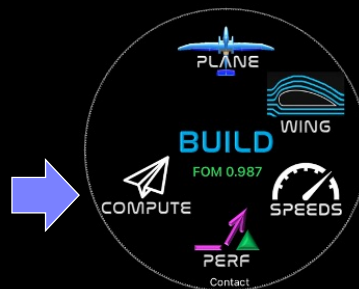 PLANE
WING
BUILD
FOM 0.987
COMPUTE
SPEEDS
PERF
Contact